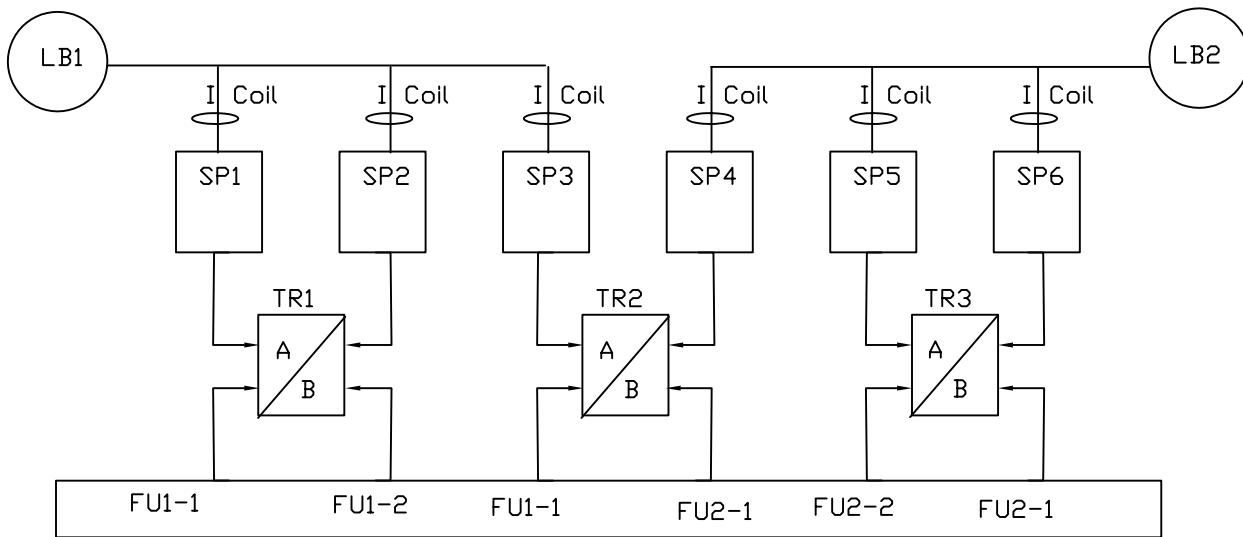 LB1
LB2
I Coil
I Coil
I Coil
I Coil
I Coil
I Coil
SP1
SP2
SP3
SP4
SP5
SP6
TR1
TR2
TR3
A
A
A
B
B
B
FU1-1
FU1-2
FU1-1
FU2-1
FU2-2
FU2-1